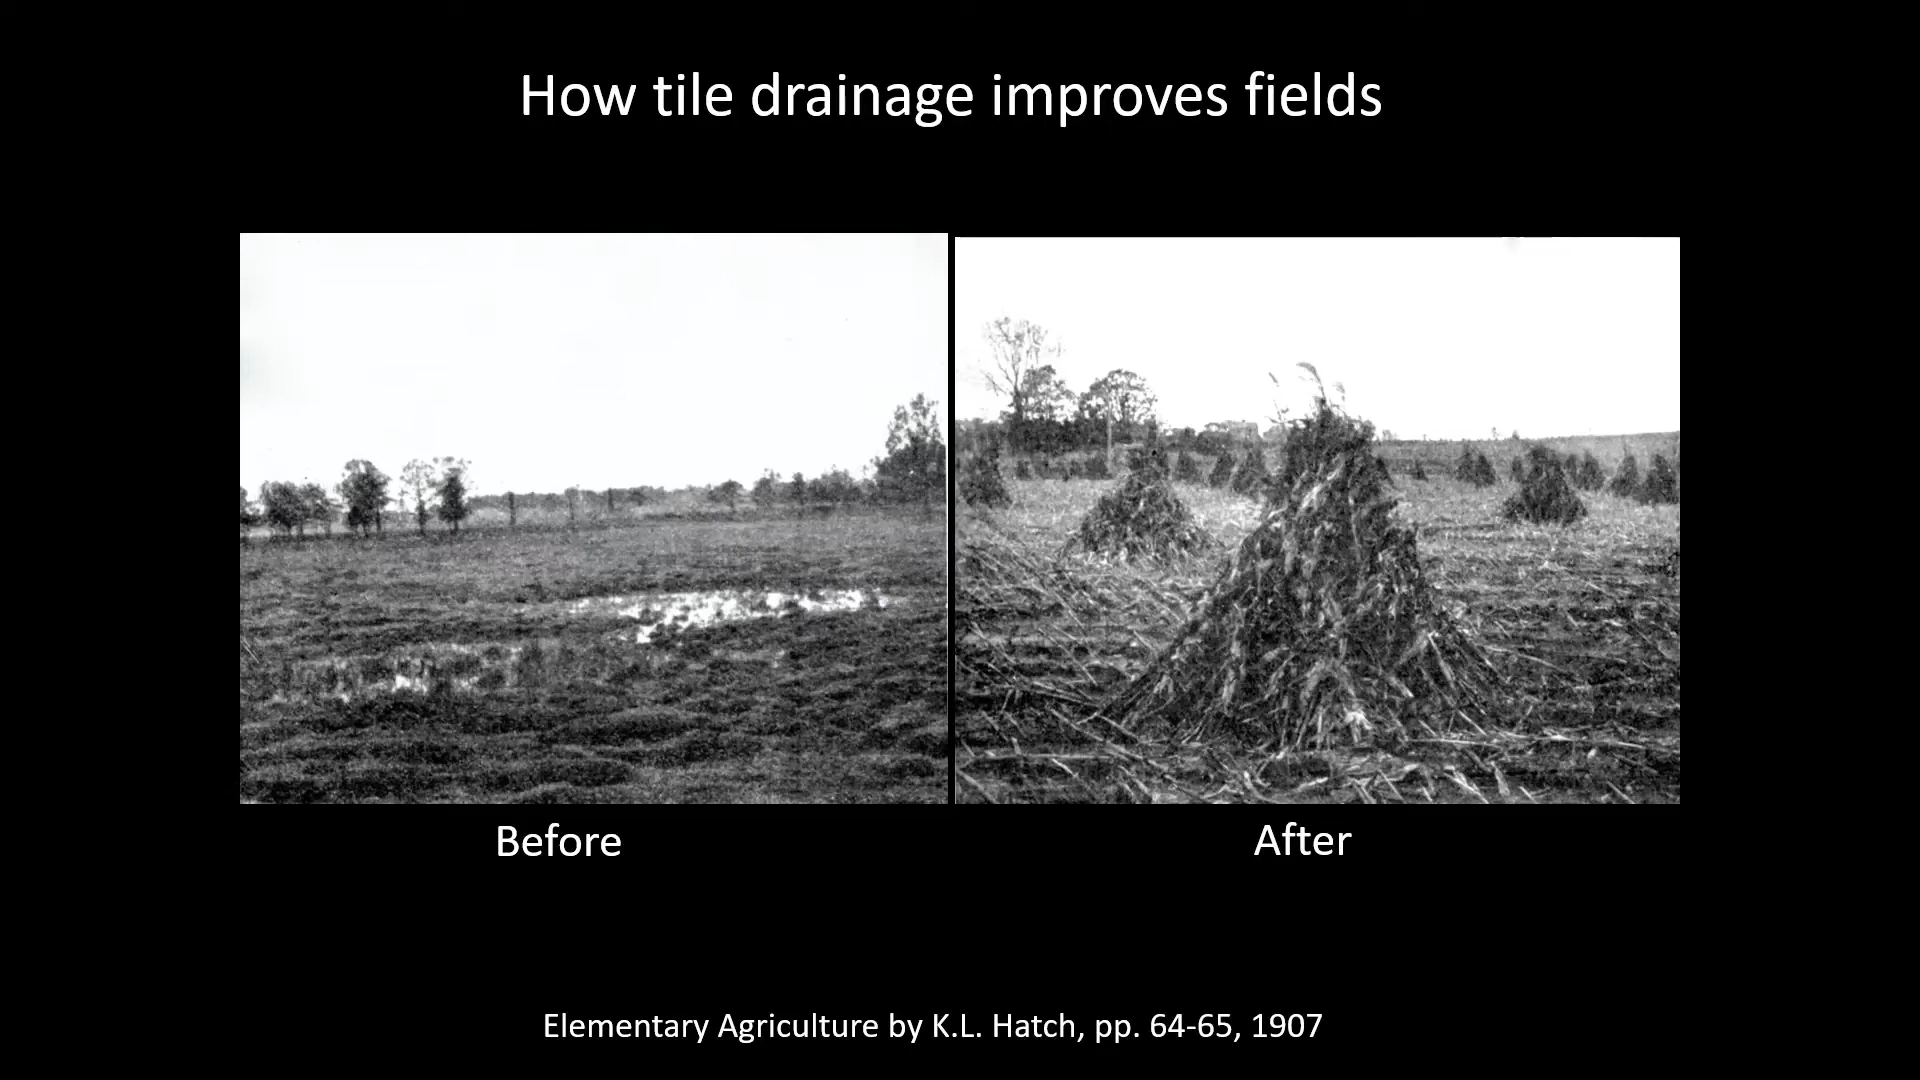 How tile drainage improves fields
Before
After
Elementary Agriculture by K.L. Hatch, pp. 64-65, 1907